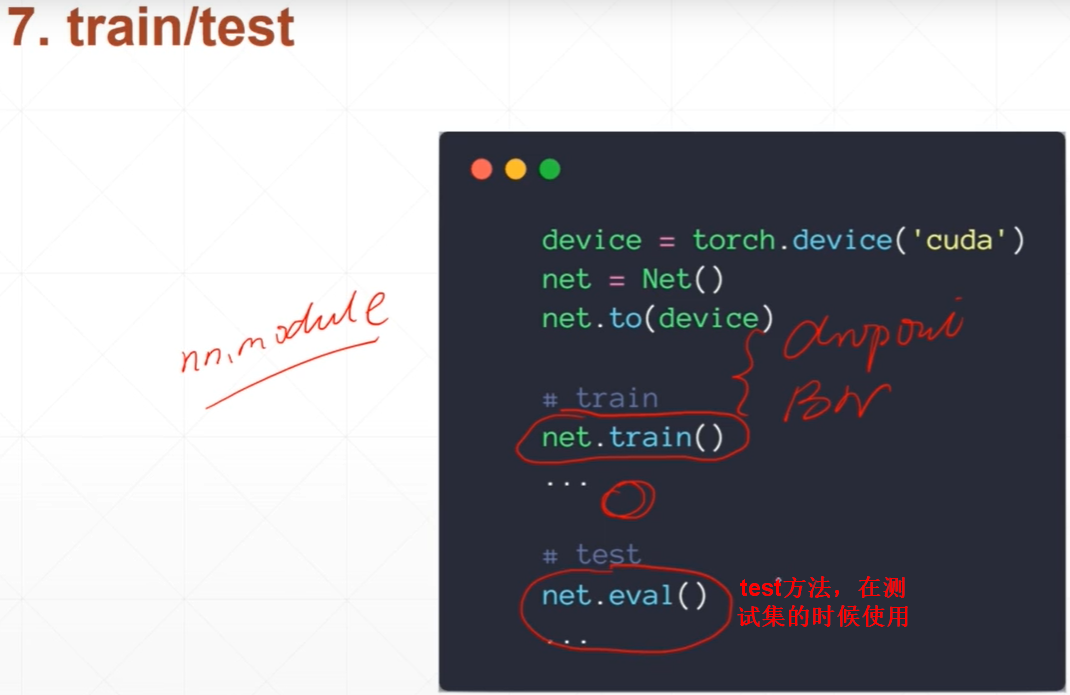 7. train/test
device = torch.device('cuda')
net = Net()
net.to(device)
nn.module
dropout
BN
# train
net.train()
...
# test
net.eval()
...
test方法，在测
试集的时候使用